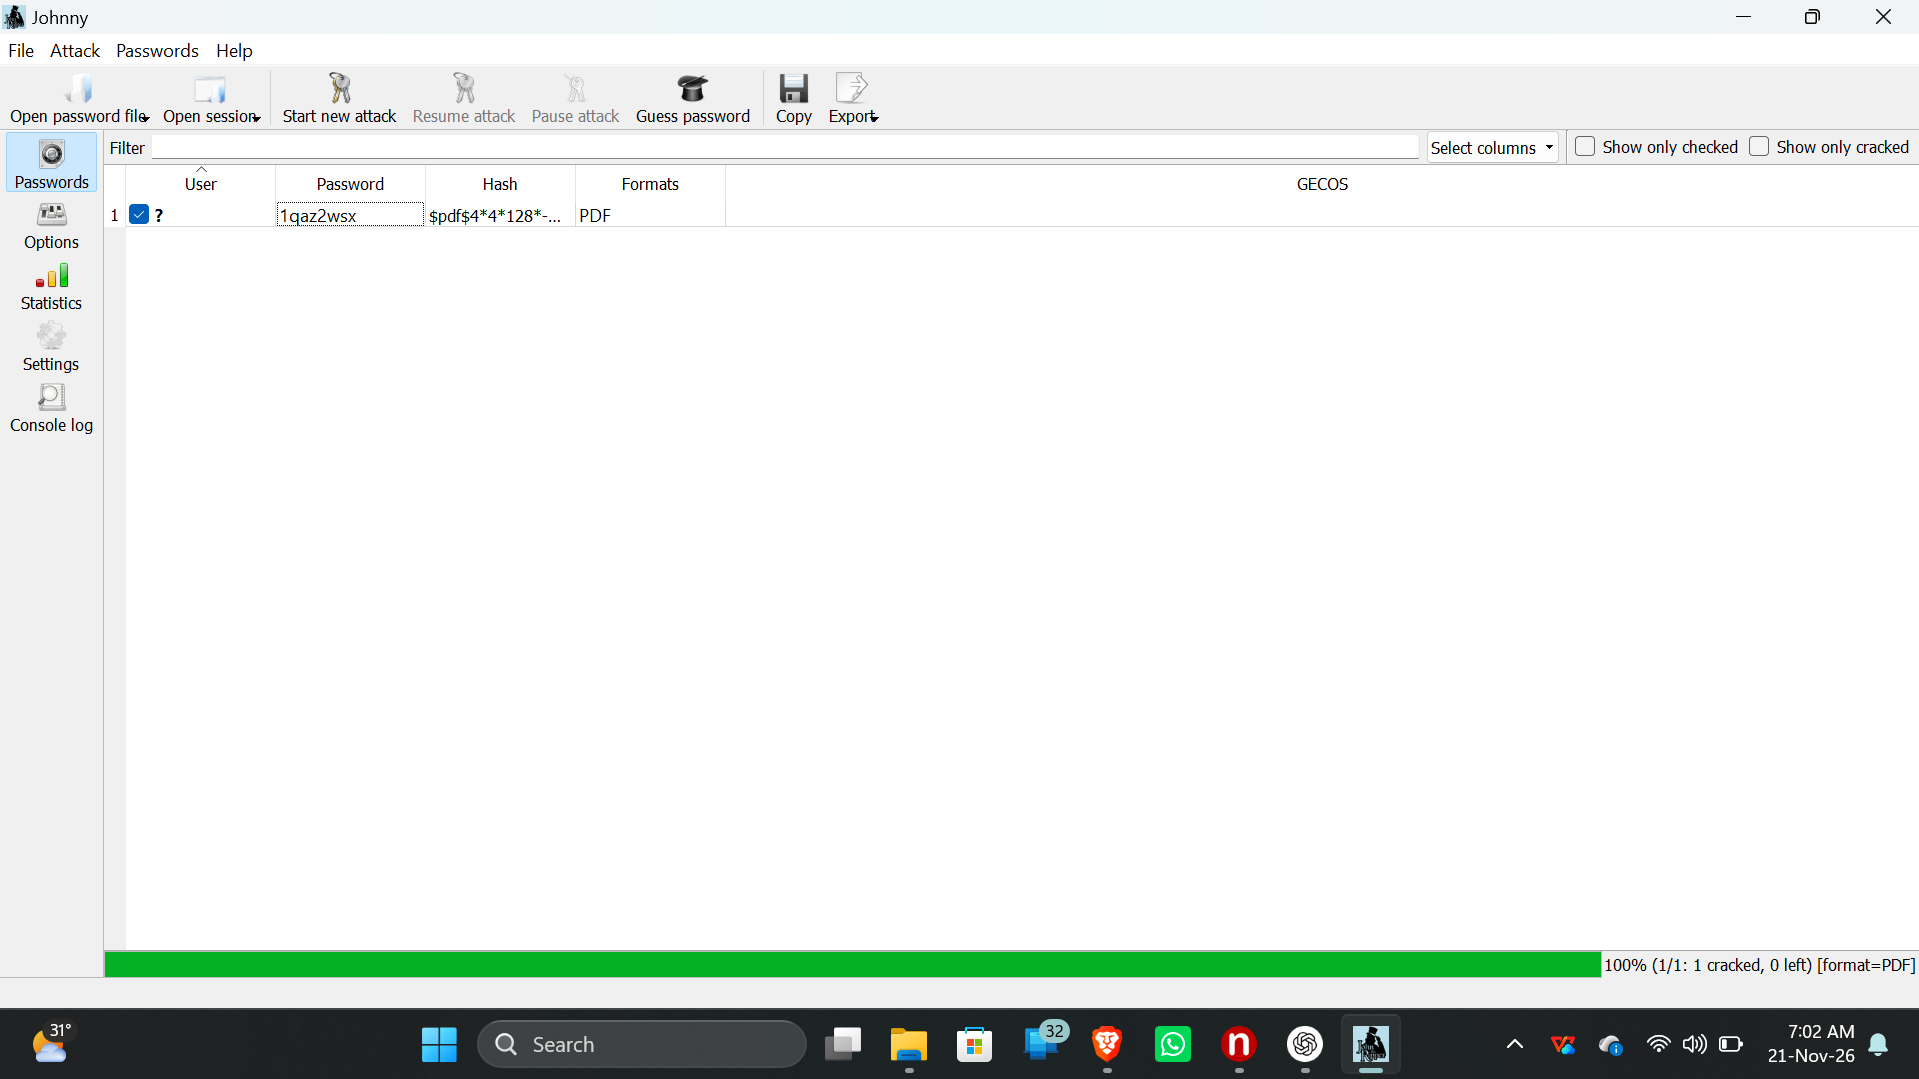 Johnny
File Attack Passwords Help
Open password file Open session Start new attack Resume attack Pause attack Guess password Copy Export
Passwords
Options
Statistics
Settings
Console log
Filter Select columns Show only checked Show only cracked
User Password Hash Formats GECOS
1 ? 1qaz2wsx $pdf$4*4*128*-... PDF
100% (1/1: 1 cracked, 0 left) [format=PDF]
31°
Search
32
n
7:02 AM
21-Nov-26